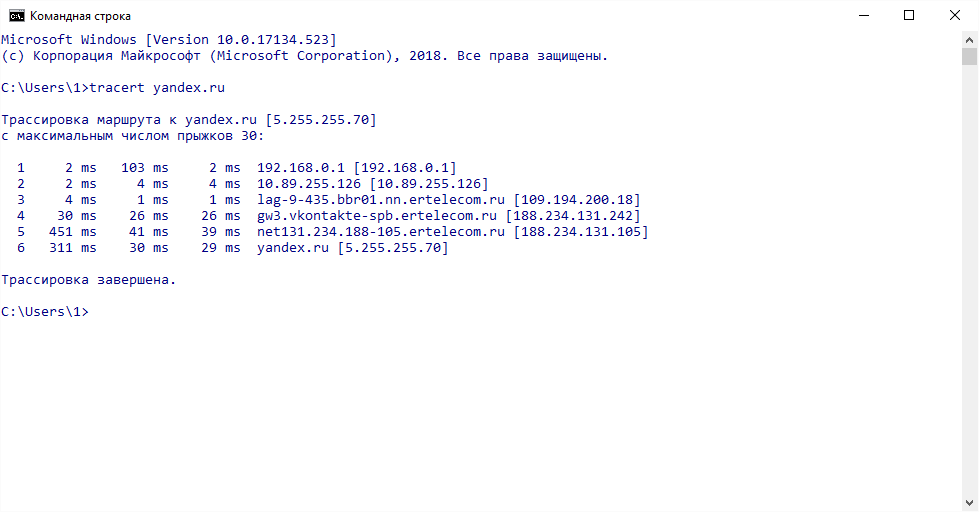 Командная строка
Microsoft Windows [Version 10.0.17134.523]
(c) Корпорация Майкрософт (Microsoft Corporation), 2018. Все права защищены.
C:\Users\1>tracert yandex.ru
Трассировка маршрута к yandex.ru [5.255.255.70]
с максимальным числом прыжков 30:
1 2 ms 103 ms 2 ms 192.168.0.1 [192.168.0.1]
2 2 ms 4 ms 4 ms 10.89.255.126 [10.89.255.126]
3 4 ms 1 ms 1 ms lag-9-435.bbr01.nn.ertelecom.ru [109.194.200.18]
4 30 ms 26 ms 26 ms gw3.vkontakte-spb.ertelecom.ru [188.234.131.242]
5 451 ms 41 ms 39 ms net131.234.188-105.ertelecom.ru [188.234.131.105]
6 311 ms 30 ms 29 ms yandex.ru [5.255.255.70]
Трассировка завершена.
C:\Users\1>